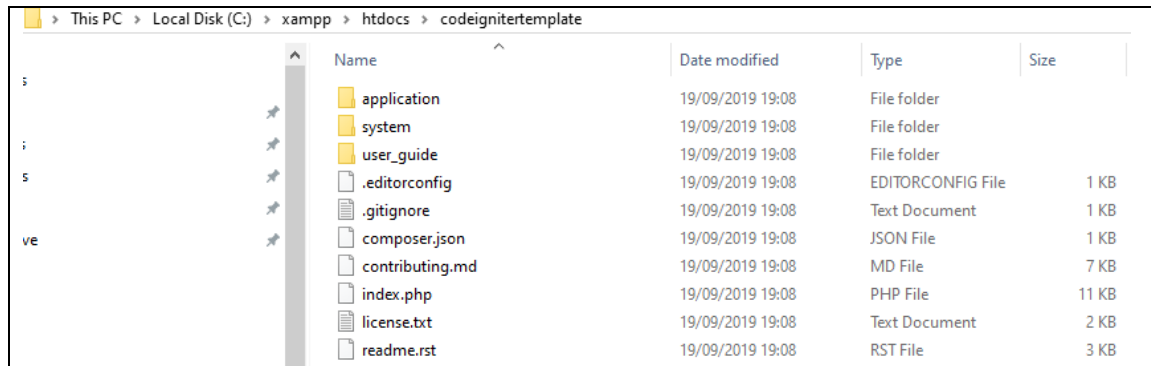 This PC > Local Disk (C:) > xampp > htdocs > codeignitertemplate
Name Date modified Type Size
application 19/09/2019 19:08 File folder
system 19/09/2019 19:08 File folder
user_guide 19/09/2019 19:08 File folder
.editorconfig 19/09/2019 19:08 EDITORCONFIG File 1 KB
.gitignore 19/09/2019 19:08 Text Document 1 KB
composer.json 19/09/2019 19:08 JSON File 1 KB
ve
contributing.md 19/09/2019 19:08 MD File 7 KB
index.php 19/09/2019 19:08 PHP File 11 KB
license.txt 19/09/2019 19:08 Text Document 2 KB
readme.rst 19/09/2019 19:08 RST File 3 KB